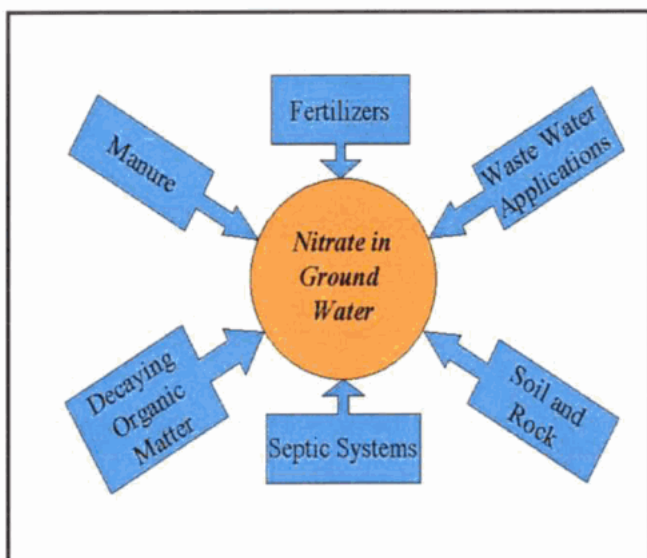 Fertilizers
Manure
Waste Water
Applications
Nitrate in
Ground
Water
Decaying
Organic
Matter
Septic Systems
Soil and
Rock